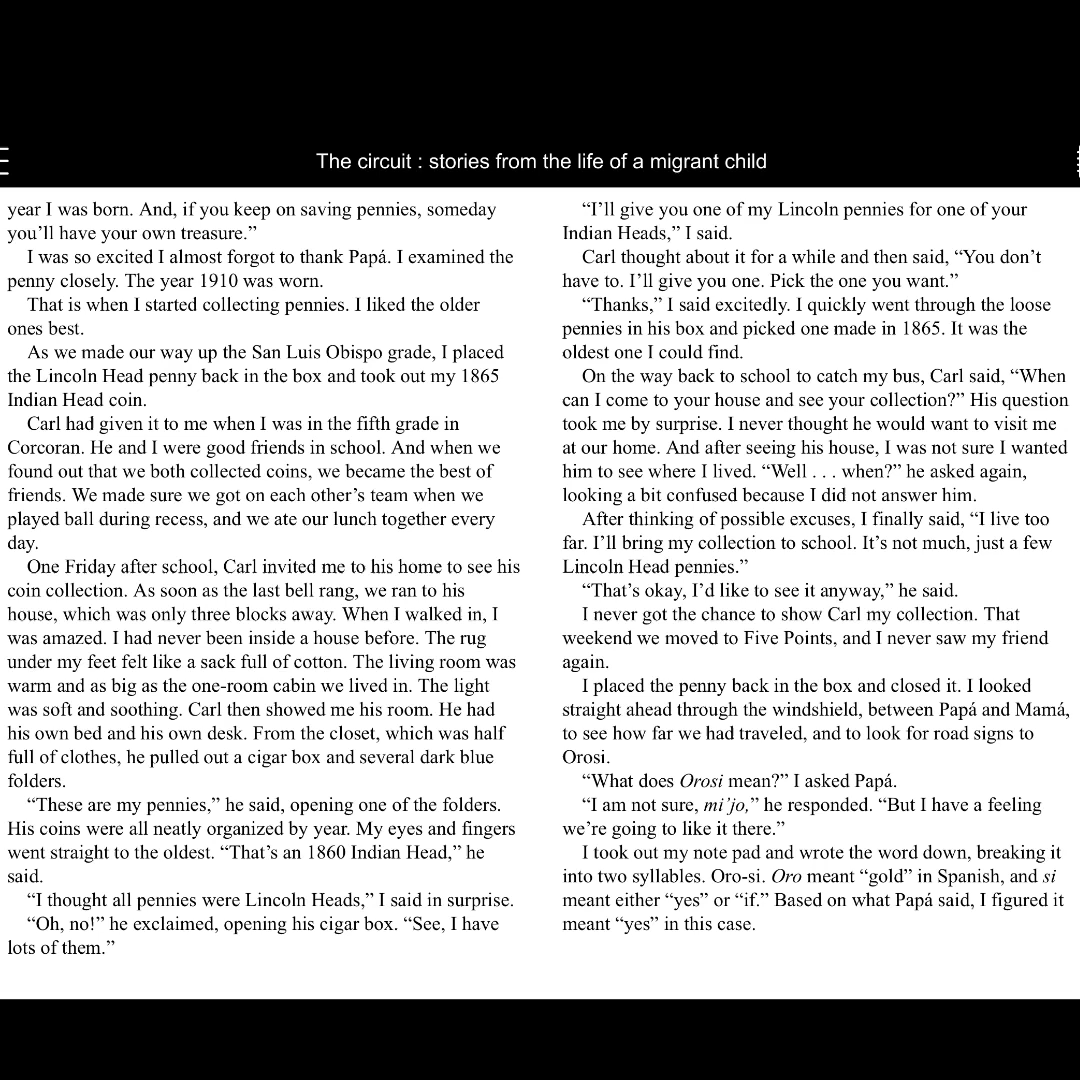 The circuit : stories from the life of a migrant child
year I was born. And, if you keep on saving pennies, someday
you’ll have your own treasure.”
I was so excited I almost forgot to thank Papá. I examined the
penny closely. The year 1910 was worn.
That is when I started collecting pennies. I liked the older
ones best.
As we made our way up the San Luis Obispo grade, I placed
the Lincoln Head penny back in the box and took out my 1865
Indian Head coin.
Carl had given it to me when I was in the fifth grade in
Corcoran. He and I were good friends in school. And when we
found out that we both collected coins, we became the best of
friends. We made sure we got on each other’s team when we
played ball during recess, and we ate our lunch together every
day.
One Friday after school, Carl invited me to his home to see his
coin collection. As soon as the last bell rang, we ran to his
house, which was only three blocks away. When I walked in, I
was amazed. I had never been inside a house before. The rug
under my feet felt like a sack full of cotton. The living room was
warm and as big as the one-room cabin we lived in. The light
was soft and soothing. Carl then showed me his room. He had
his own bed and his own desk. From the closet, which was half
full of clothes, he pulled out a cigar box and several dark blue
folders.
“These are my pennies,” he said, opening one of the folders.
His coins were all neatly organized by year. My eyes and fingers
went straight to the oldest. “That’s an 1860 Indian Head,” he
said.
“I thought all pennies were Lincoln Heads,” I said in surprise.
“Oh, no!” he exclaimed, opening his cigar box. “See, I have
lots of them.”
“I’ll give you one of my Lincoln pennies for one of your
Indian Heads,” I said.
Carl thought about it for a while and then said, “You don’t
have to. I’ll give you one. Pick the one you want.”
“Thanks,” I said excitedly. I quickly went through the loose
pennies in his box and picked one made in 1865. It was the
oldest one I could find.
On the way back to school to catch my bus, Carl said, “When
can I come to your house and see your collection?” His question
took me by surprise. I never thought he would want to visit me
at our home. And after seeing his house, I was not sure I wanted
him to see where I lived. “Well . . . when?” he asked again,
looking a bit confused because I did not answer him.
After thinking of possible excuses, I finally said, “I live too
far. I’ll bring my collection to school. It’s not much, just a few
Lincoln Head pennies.”
“That’s okay, I’d like to see it anyway,” he said.
I never got the chance to show Carl my collection. That
weekend we moved to Five Points, and I never saw my friend
again.
I placed the penny back in the box and closed it. I looked
straight ahead through the windshield, between Papá and Mamá,
to see how far we had traveled, and to look for road signs to
Orosi.
“What does Orosi mean?” I asked Papá.
“I am not sure, mi’jo,” he responded. “But I have a feeling
we’re going to like it there.”
I took out my note pad and wrote the word down, breaking it
into two syllables. Oro-si. Oro meant “gold” in Spanish, and si
meant either “yes” or “if.” Based on what Papá said, I figured it
meant “yes” in this case.